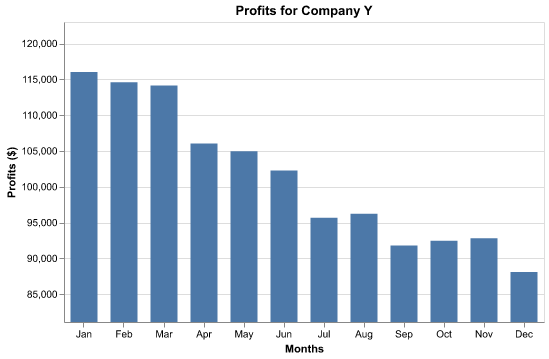 Profits for Company Y
Profits ($)
120,000
115,000
110,000
105,000
100,000
95,000
90,000
85,000
Jan Feb Mar Apr May Jun Jul Aug Sep Oct Nov Dec
Months